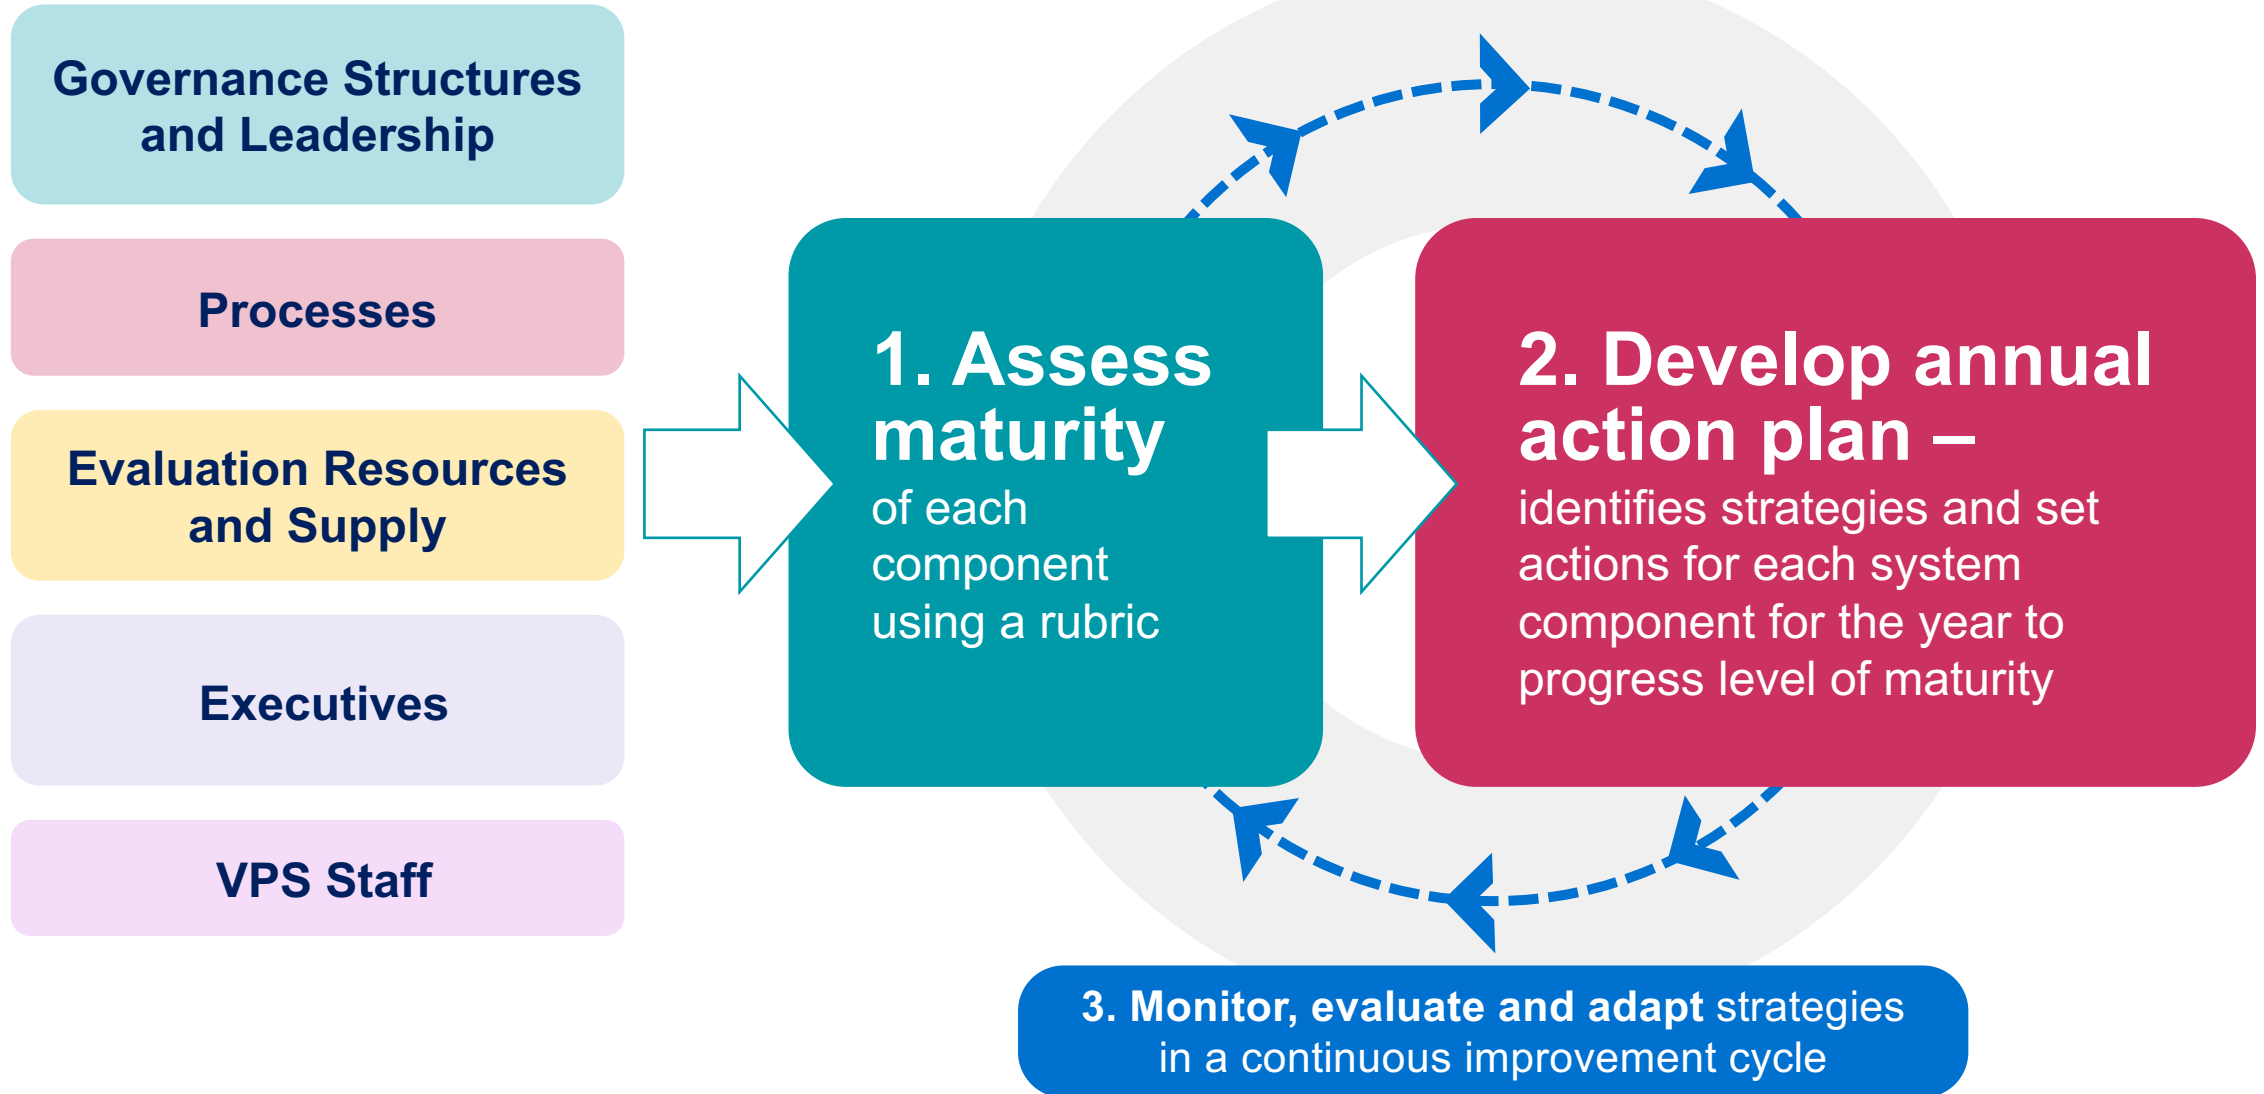 Governance Structures
and Leadership
Processes
Evaluation Resources
and Supply
Executives
VPS Staff
1. Assess
maturity
of each
component
using a rubric
2. Develop annual
action plan –
identifies strategies and set
actions for each system
component for the year to
progress level of maturity
3. Monitor, evaluate and adapt strategies
in a continuous improvement cycle